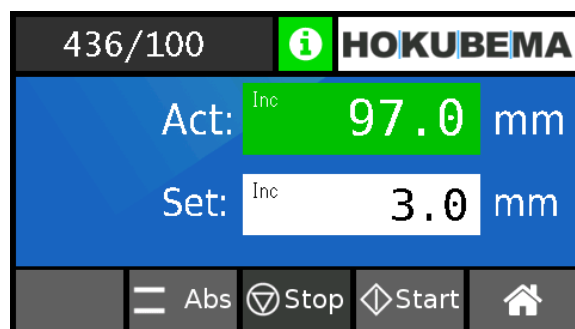 436/100 i HOKUBEMA
Act: Inc 97.0 mm
Set: Inc 3.0 mm
Abs Stop Start